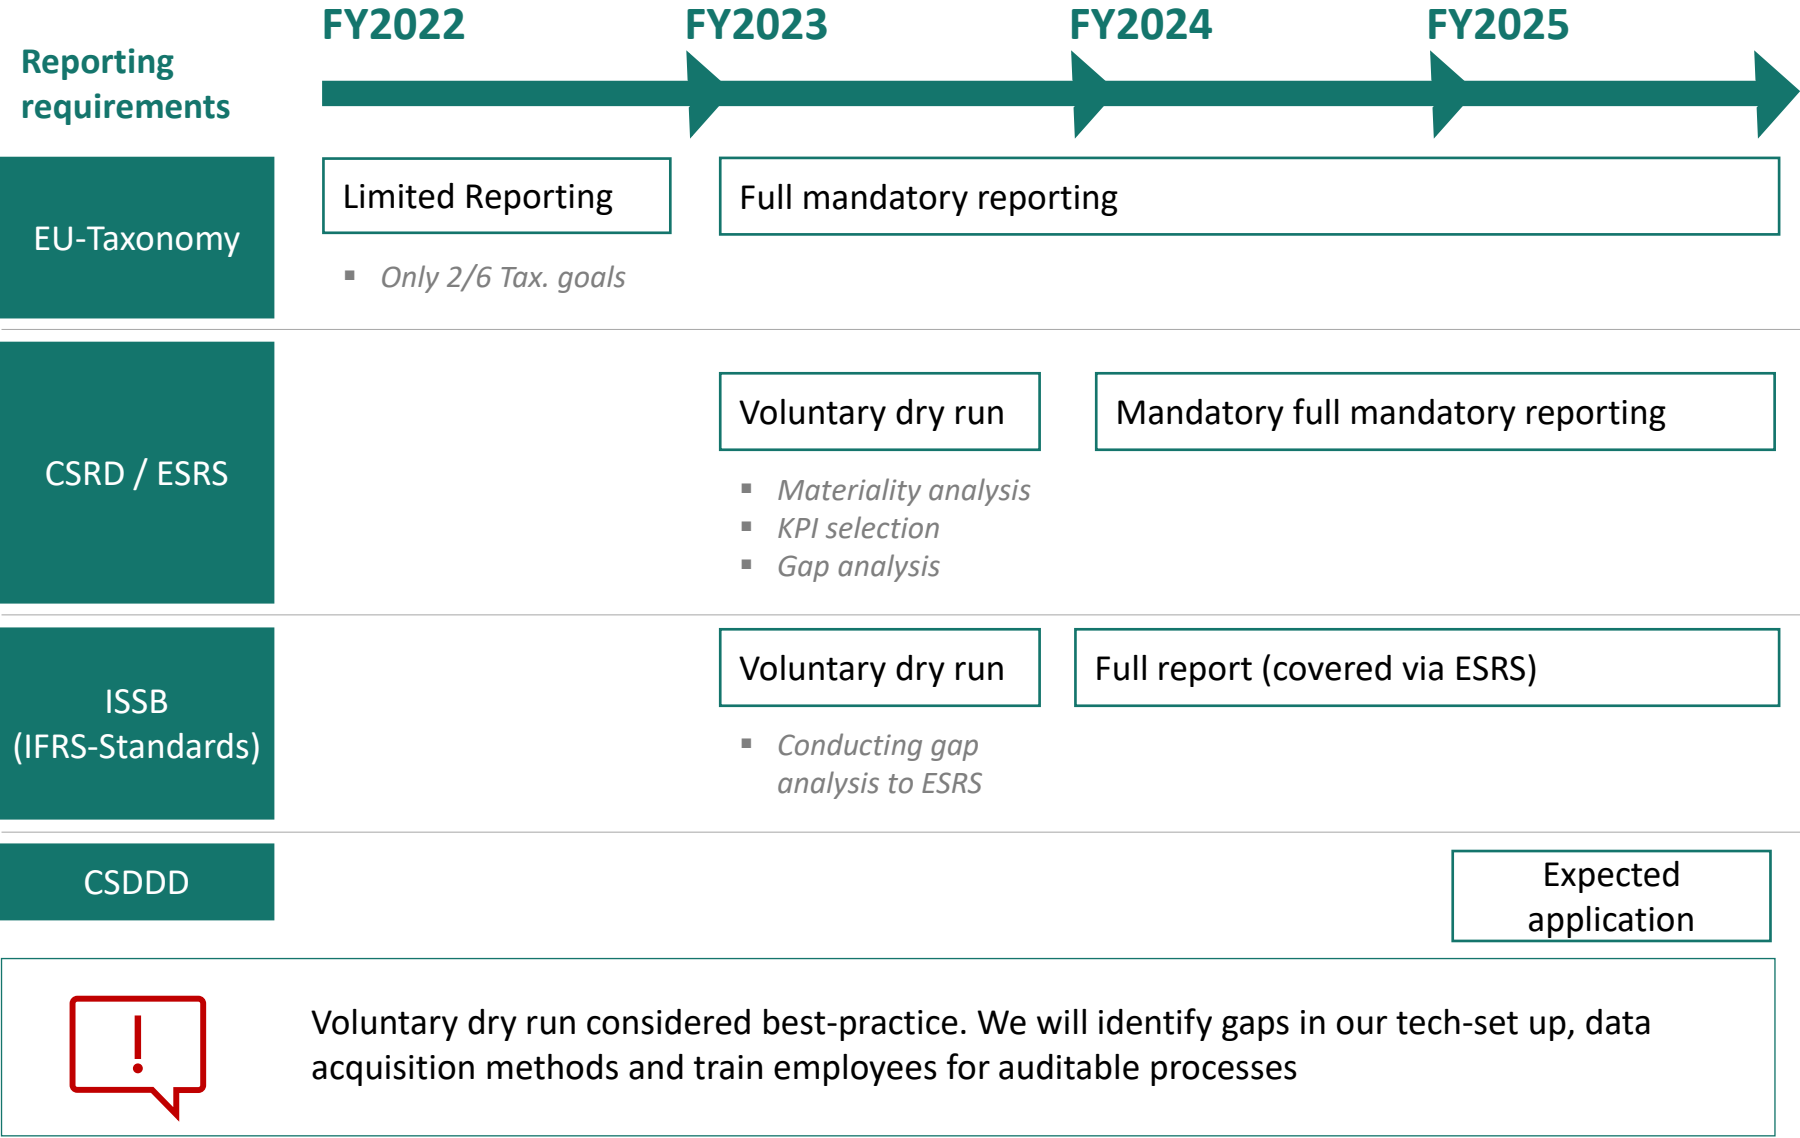 FY2022
FY2023
FY2024
FY2025
Reporting
requirements
EU-Taxonomy
Limited Reporting
Full mandatory reporting
▪ Only 2/6 Tax. goals
CSRD / ESRS
Voluntary dry run
Mandatory full mandatory reporting
▪ Materiality analysis
▪ KPI selection
▪ Gap analysis
ISSB
(IFRS-Standards)
Voluntary dry run
Full report (covered via ESRS)
▪ Conducting gap
analysis to ESRS
CSDDD
Expected
application
!
Voluntary dry run considered best-practice. We will identify gaps in our tech-set up, data
acquisition methods and train employees for auditable processes